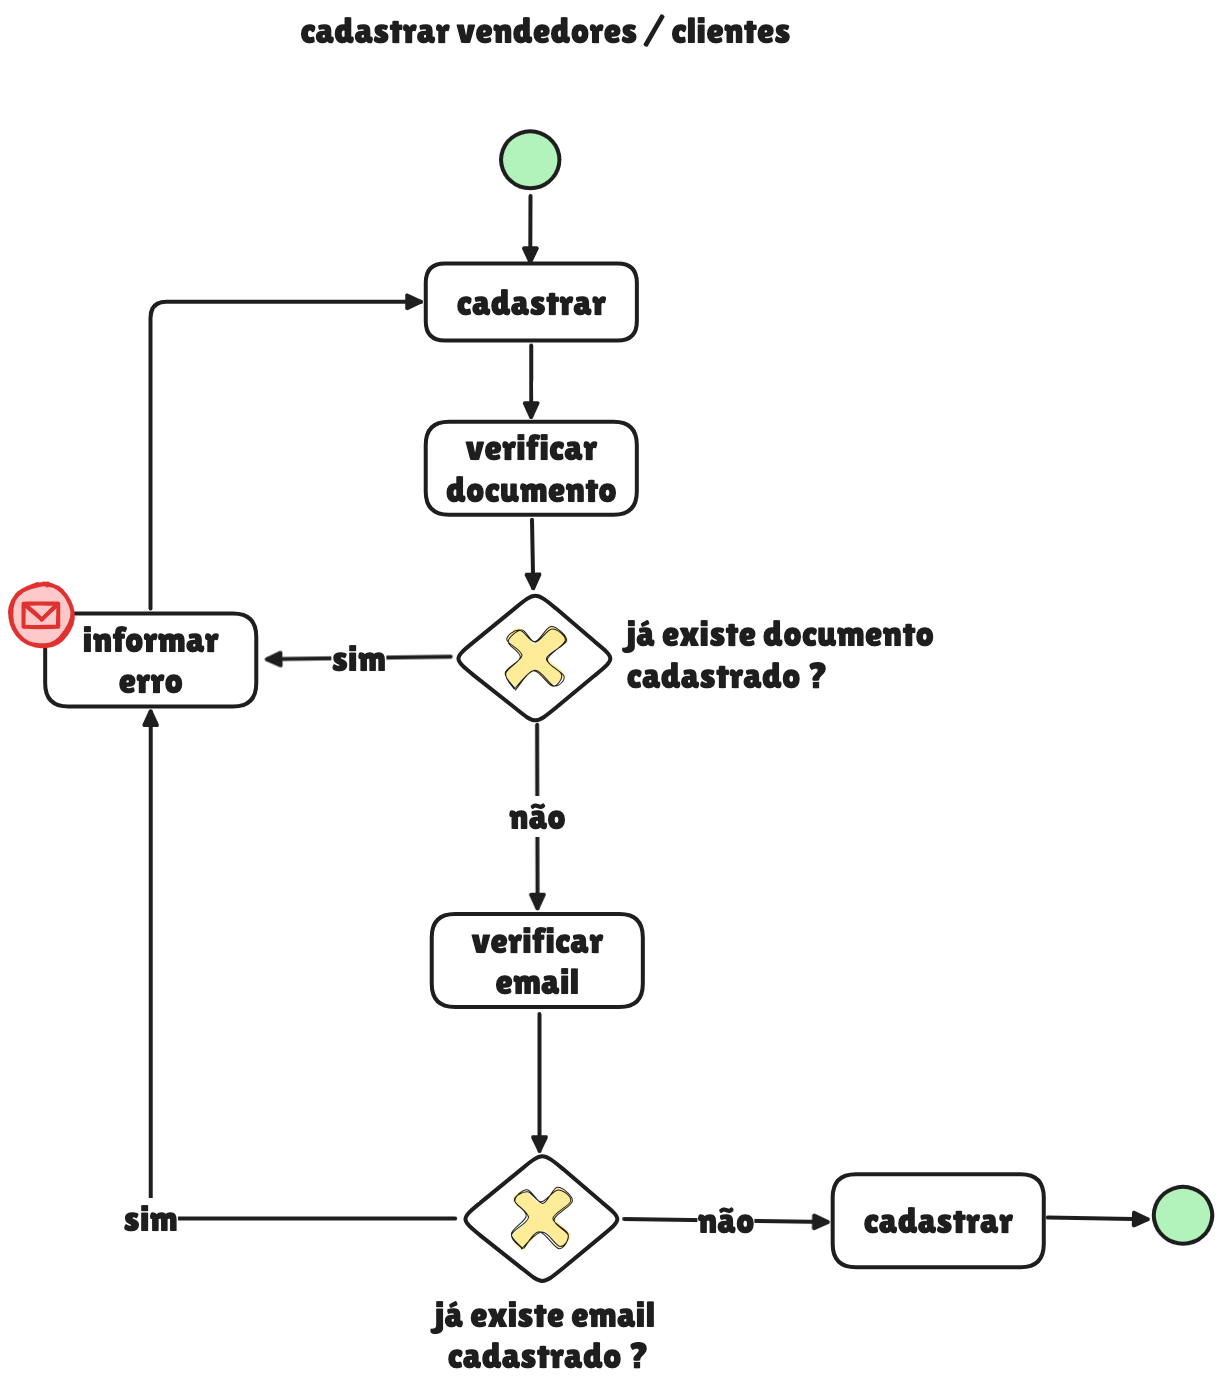 cadastrar vendedores / clientes
cadastrar
verificar
documento
já existe documento
cadastrado ?
sim
informar
erro
não
verificar
email
sim
não
cadastrar
já existe email
cadastrado ?